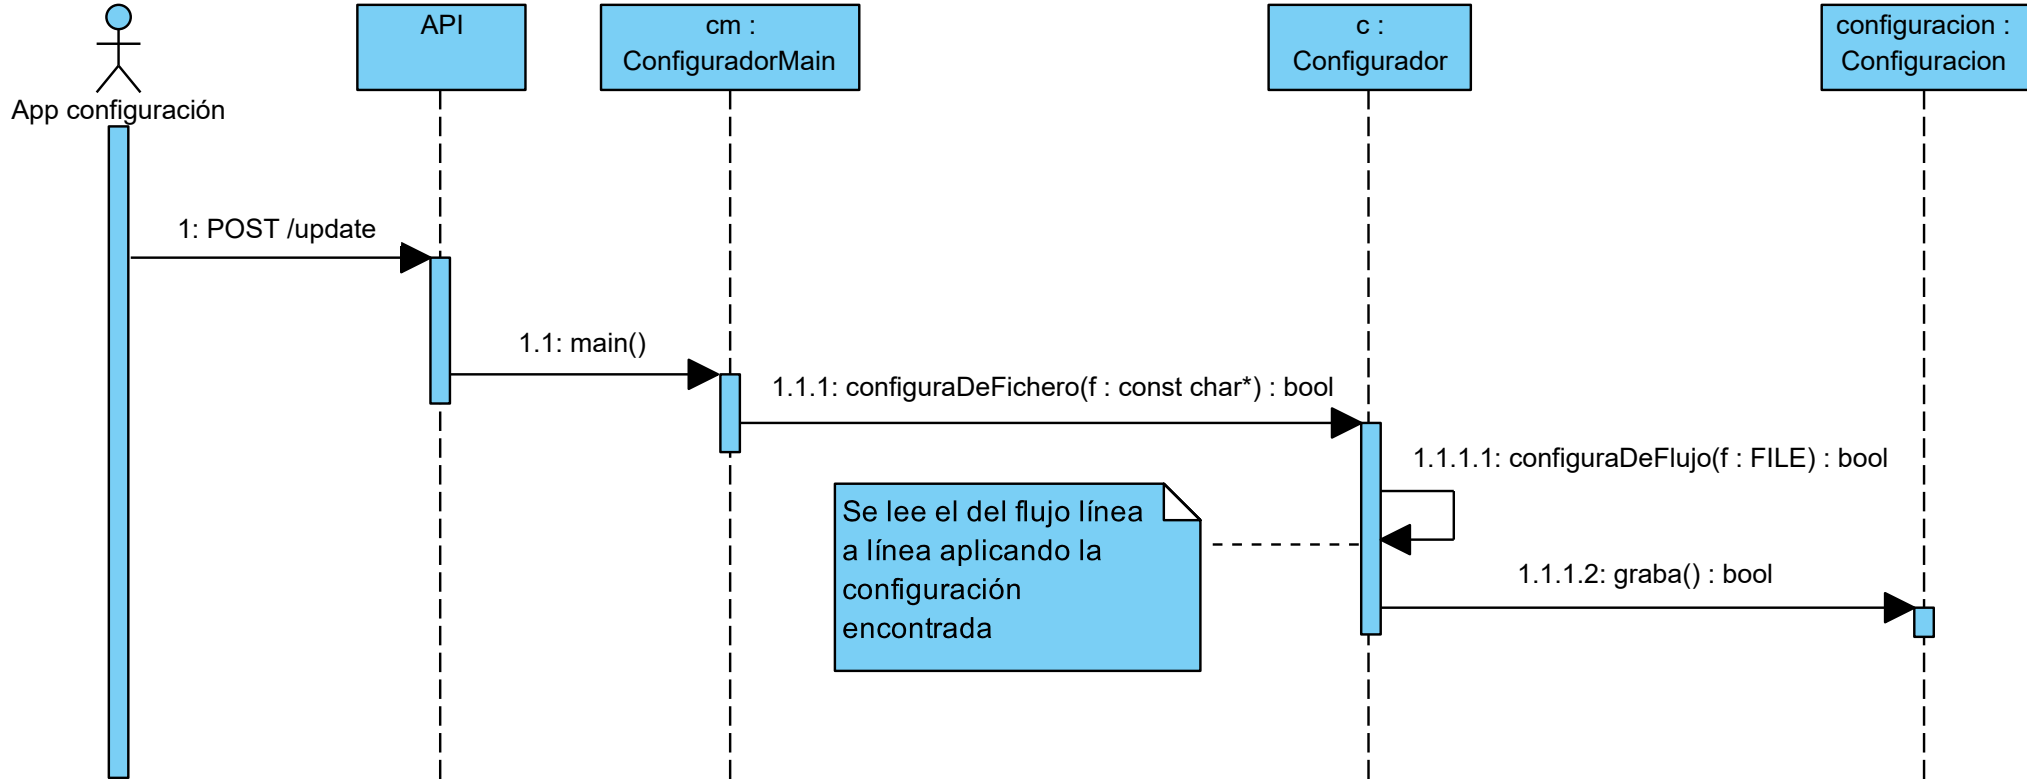 App configuración
API
cm :
ConfiguradorMain
c :
Configurador
configuracion :
Configuracion
1: POST /update
1.1: main()
1.1.1: configuraDeFichero(f : const char*) : bool
1.1.1.1: configuraDeFlujo(f : FILE) : bool
Se lee el del flujo línea
a línea aplicando la
configuración
encontrada
1.1.1.2: graba() : bool